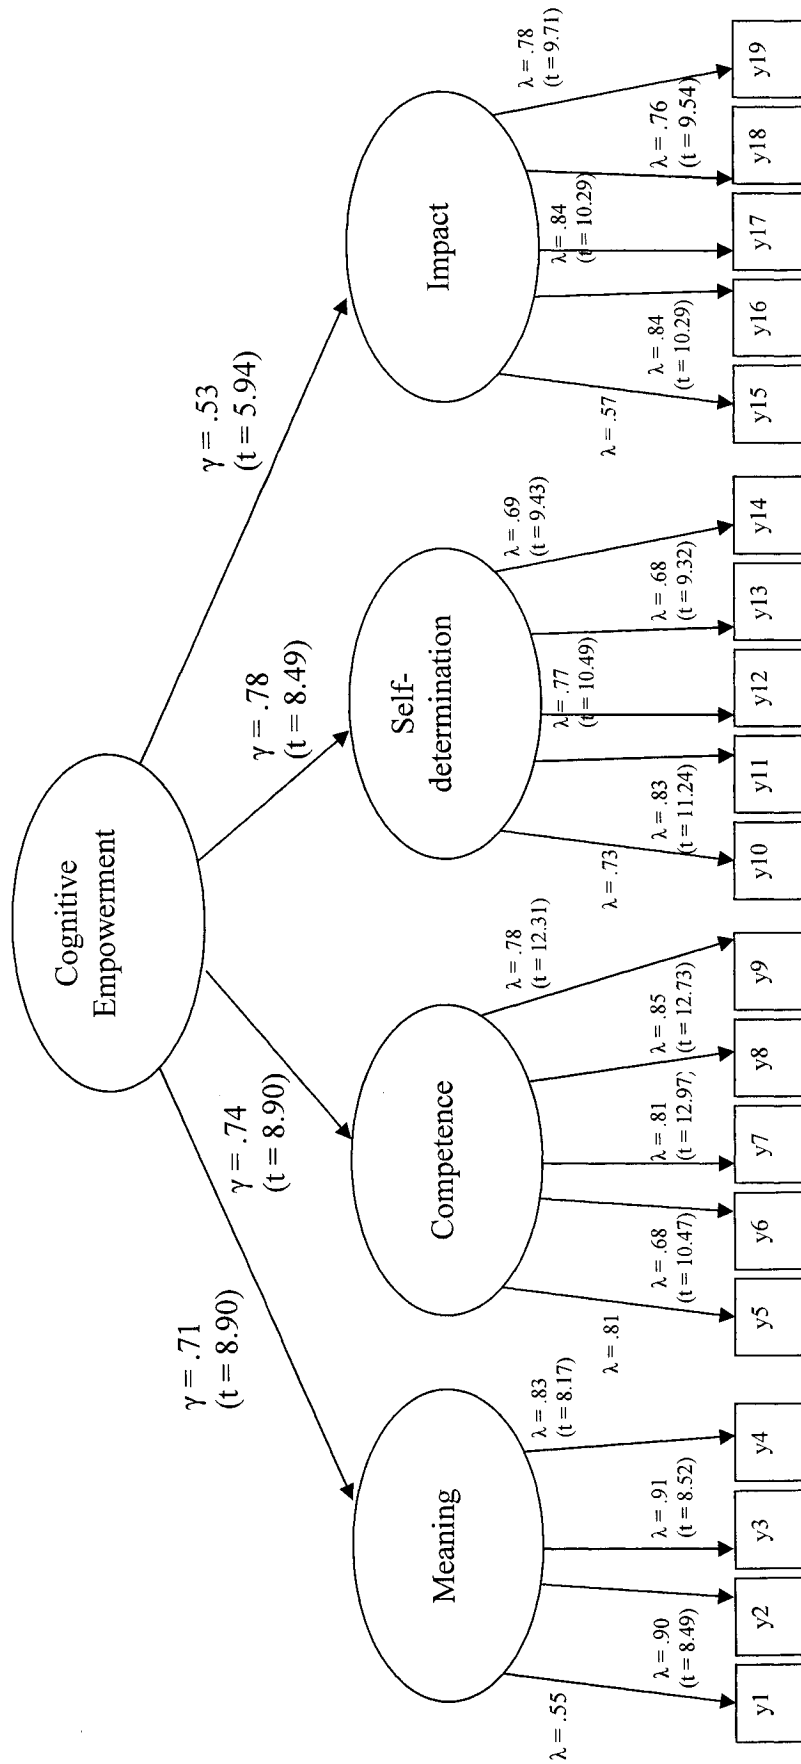 Cognitive
Empowerment
γ = .71
(t = 8.90)
γ = .74
(t = 8.90)
γ = .78
(t = 8.49)
γ = .53
(t = 5.94)
Meaning
Competence
Self-
determination
Impact
λ = .55
λ = .90
(t = 8.49)
λ = .91
(t = 8.52)
λ = .83
(t = 8.17)
λ = .81
λ = .68
(t = 10.47)
λ = .81
(t = 12.97)
λ = .85
(t = 12.73)
λ = .78
(t = 12.31)
λ = .73
λ = .83
(t = 11.24)
λ = .77
(t = 10.49)
λ = .68
(t = 9.32)
λ = .69
(t = 9.43)
λ = .57
λ = .84
(t = 10.29)
λ = .84
(t = 10.29)
λ = .76
(t = 9.54)
λ = .78
(t = 9.71)
y1
y2
y3
y4
y5
y6
y7
y8
y9
y10
y11
y12
y13
y14
y15
y16
y17
y18
y19